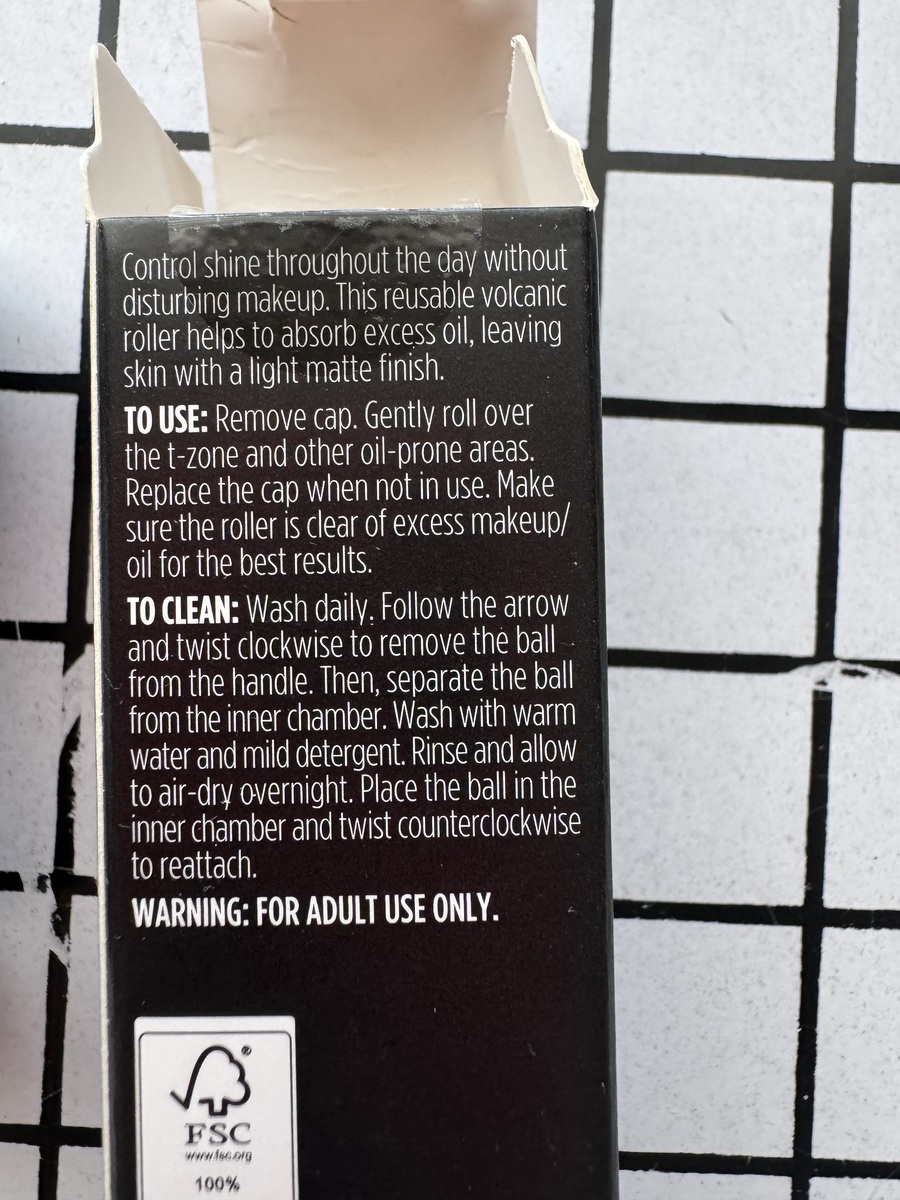 Control shine throughout the day without
disturbing makeup. This reusable volcanic
roller helps to absorb excess oil, leaving
skin with a light matte finish.
TO USE: Remove cap. Gently roll over
the t-zone and other oil-prone areas.
Replace the cap when not in use. Make
sure the roller is clear of excess makeup/
oil for the best results.
TO CLEAN: Wash daily. Follow the arrow
and twist clockwise to remove the ball
from the handle. Then, separate the ball
from the inner chamber. Wash with warm
water and mild detergent. Rinse and allow
to air-dry overnight. Place the ball in the
inner chamber and twist counterclockwise
to reattach.
WARNING: FOR ADULT USE ONLY.
®
FSC
www.fsc.org
100%